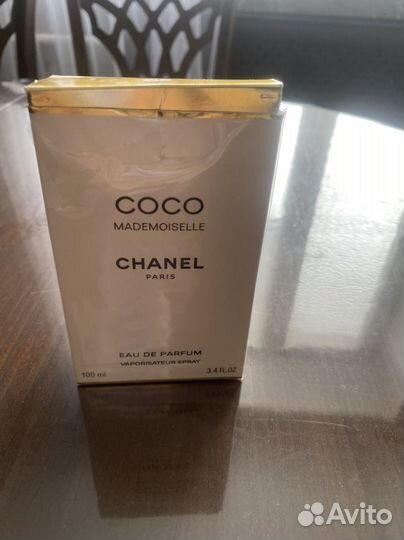 COCO
MADEMOISELLE
CHANEL
PARIS
EAU DE PARFUM
VAPORISATEUR SPRAY
100 ml 3.4 FL.OZ
Avito